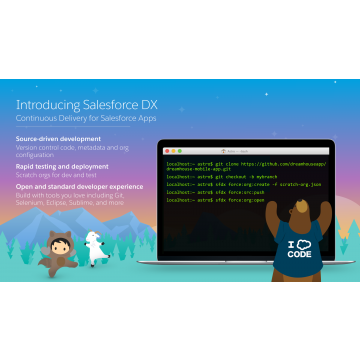 Introducing Salesforce DX
Continuous Delivery for Salesforce Apps
Source-driven development
Version control code, metadata and org
configuration
Rapid testing and deployment
Scratch orgs for dev and test
Open and standard developer experience
Build with tools you love including Git,
Selenium, Eclipse, Sublime, and more
localhost:~ astro$ git clone https://github.com/dreamhouseapp/
dreamhouse-mobile-app.git
localhost:~ astro$ git checkout -b mybranch
localhost:~ astro$ sfdx force:org:create -f scratch-org.json
localhost:~ astro$ sfdx force:src:push
localhost:~ astro$ sfdx force:org:open
I
CODE